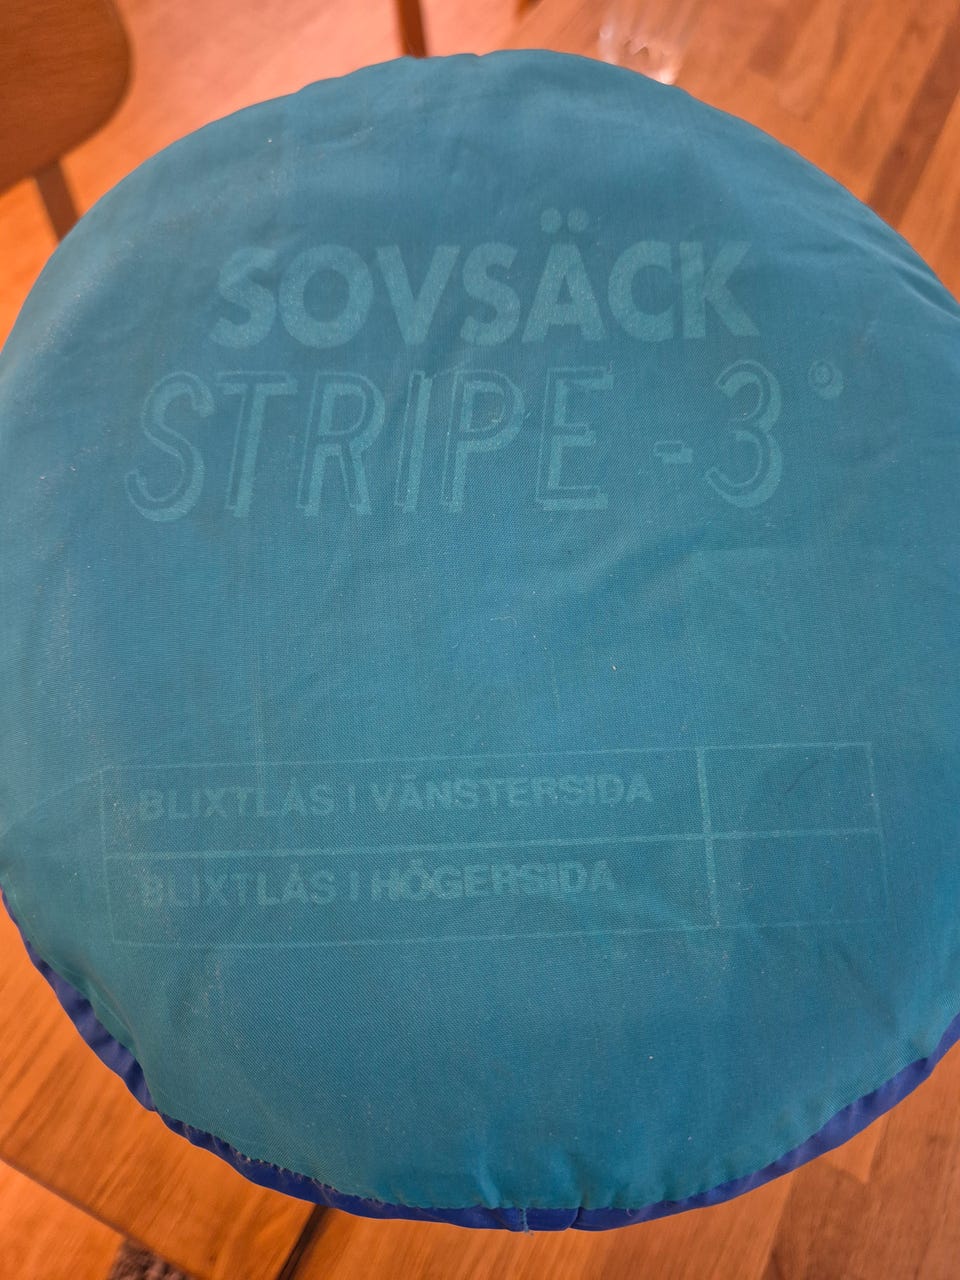 SOVSÄCK
STRIPE -3°
BLIXTLÅS I VÄNSTERSIDA
BLIXTLÅS I HÖGERSIDA